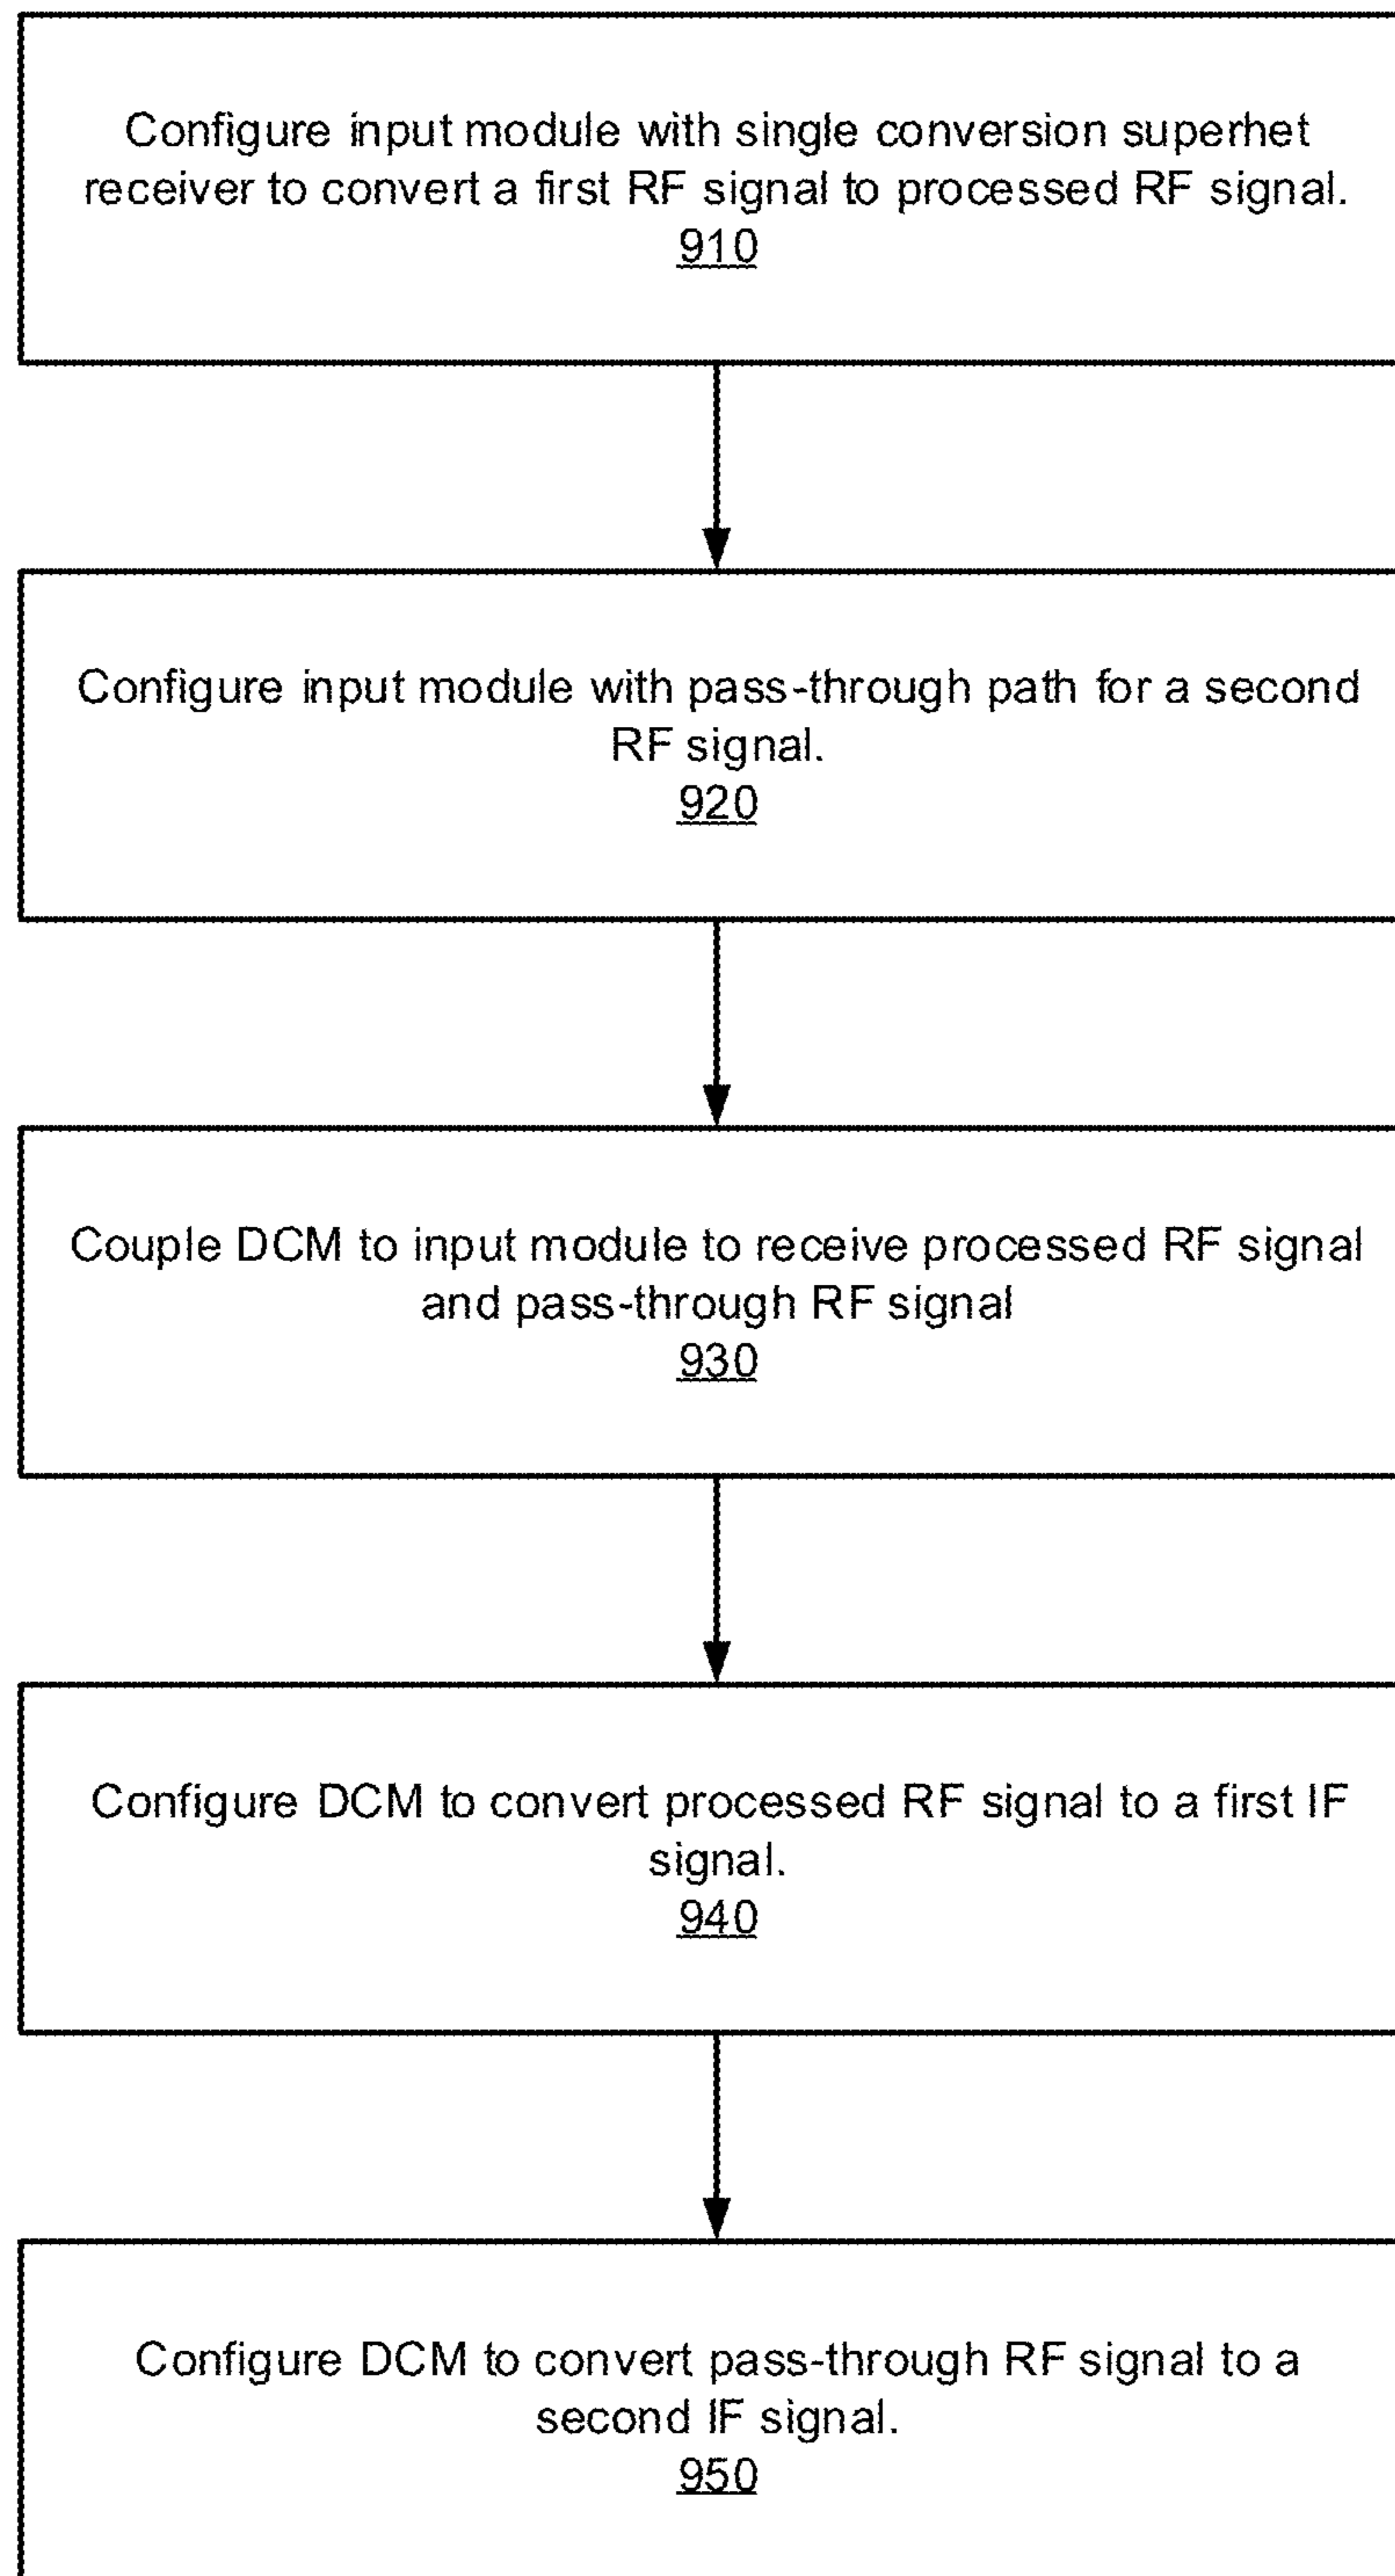 Configure input module with single conversion superhet
receiver to convert a first RF signal to processed RF signal.
910
Configure input module with pass-through path for a second
RF signal.
920
Couple DCM to input module to receive processed RF signal
and pass-through RF signal
930
Configure DCM to convert processed RF signal to a first IF
signal.
940
Configure DCM to convert pass-through RF signal to a
second IF signal.
950